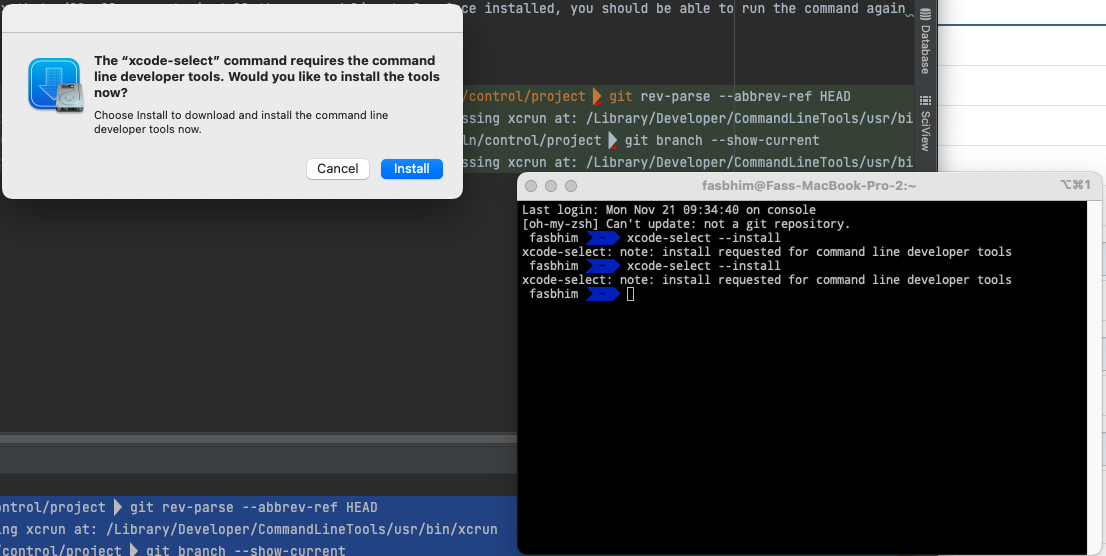 ce installed, you should be able to run the command again
The “xcode-select” command requires the command
line developer tools. Would you like to install the tools
now?
Choose Install to download and install the command line
developer tools now.
Cancel
Install
/control/project git rev-parse --abbrev-ref HEAD
ssing xcrun at: /Library/Developer/CommandLineTools/usr/bi
ln/control/project git branch --show-current
ssing xcrun at: /Library/Developer/CommandLineTools/usr/bi
Database
SciView
fasbhim@Fass-MacBook-Pro-2:~
⌥⌘1
Last login: Mon Nov 21 09:34:40 on console
[oh-my-zsh] Can't update: not a git repository.
fasbhim ~ xcode-select --install
xcode-select: note: install requested for command line developer tools
fasbhim ~ xcode-select --install
xcode-select: note: install requested for command line developer tools
fasbhim ~
ontrol/project git rev-parse --abbrev-ref HEAD
ing xcrun at: /Library/Developer/CommandLineTools/usr/bin/xcrun
/control/project git branch --show-current